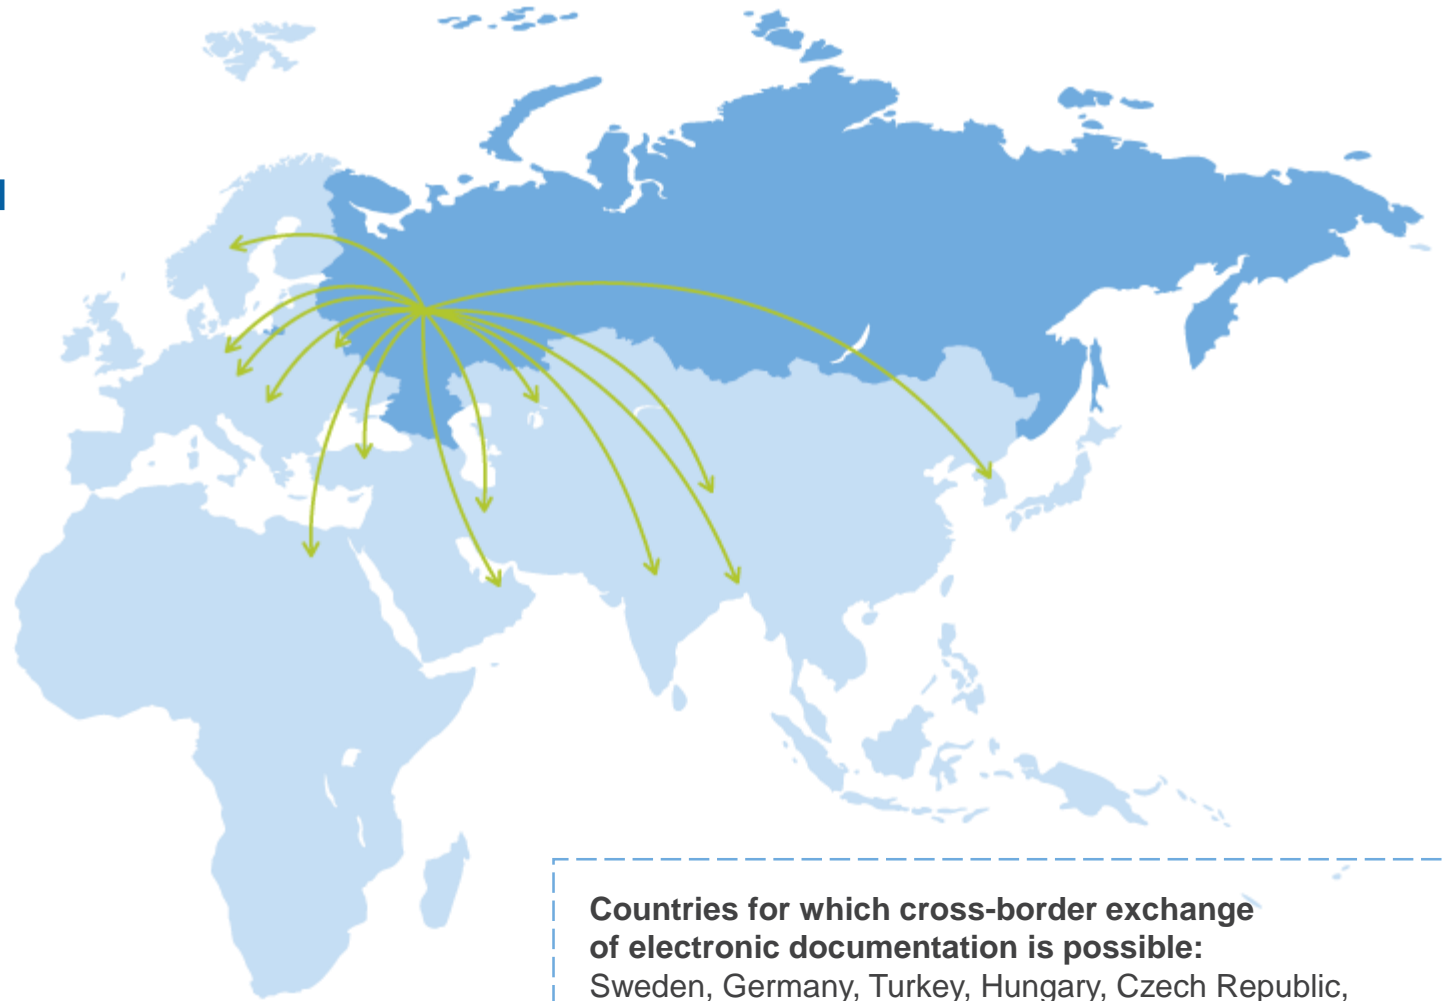 Countries for which cross-border exchange
of electronic documentation is possible:
Sweden, Germany, Turkey, Hungary, Czech Republic,